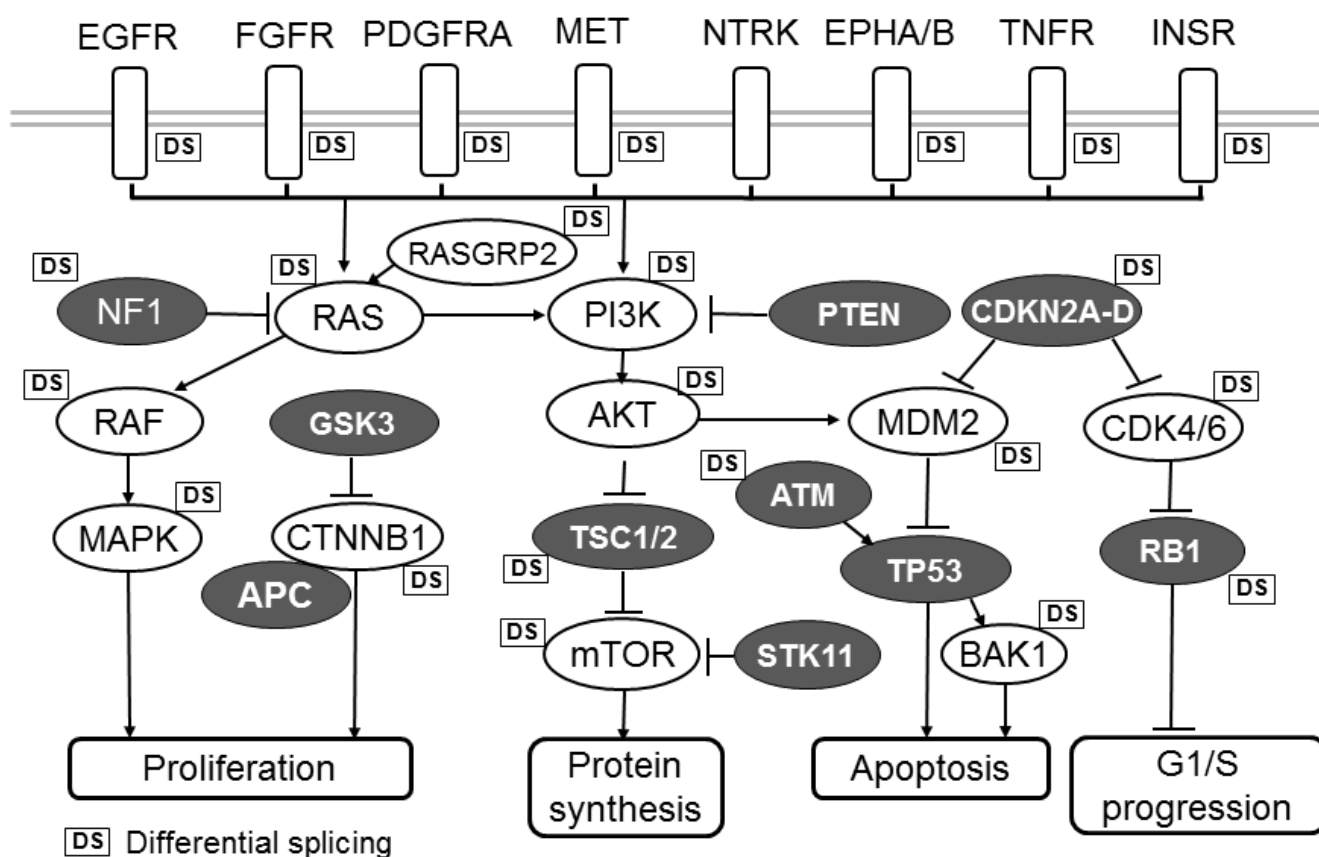 EGFR FGFR PDGFRA MET NTRK EPHA/B TNFR INSR
DS DS DS DS DS DS DS
DS
RASGRP2
DS DS DS DS
NF1 RAS PI3K PTEN CDKN2A-D
DS DS DS
RAF GSK3 AKT MDM2 CDK4/6
DS
DS DS
ATM
MAPK CTNNB1 TSC1/2 RB1
DS DS TP53 DS
APC
DS DS
mTOR STK11 BAK1
Proliferation Protein synthesis Apoptosis G1/S progression
DS Differential splicing